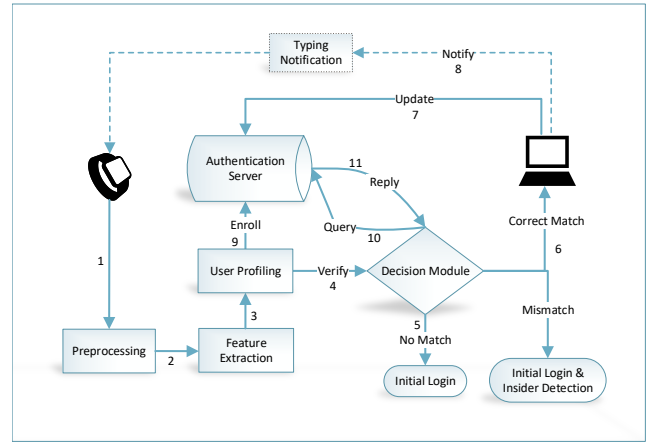 Typing
Notification
Notify
8
Update
7
Authentication
Server
11
Reply
Query
10
Enroll
9
Correct Match
6
1
User Profiling
Verify
4
Decision Module
3
5
No Match
Mismatch
Preprocessing
2
Feature
Extraction
Initial Login
Initial Login &
Insider Detection